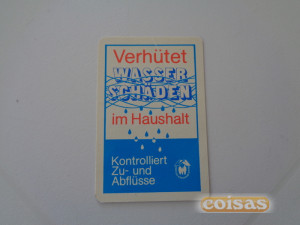 Verhütet
WASSER
SCHÄDEN
im Haushalt
Kontrolliert
Zu- und
Abflüsse
coisas